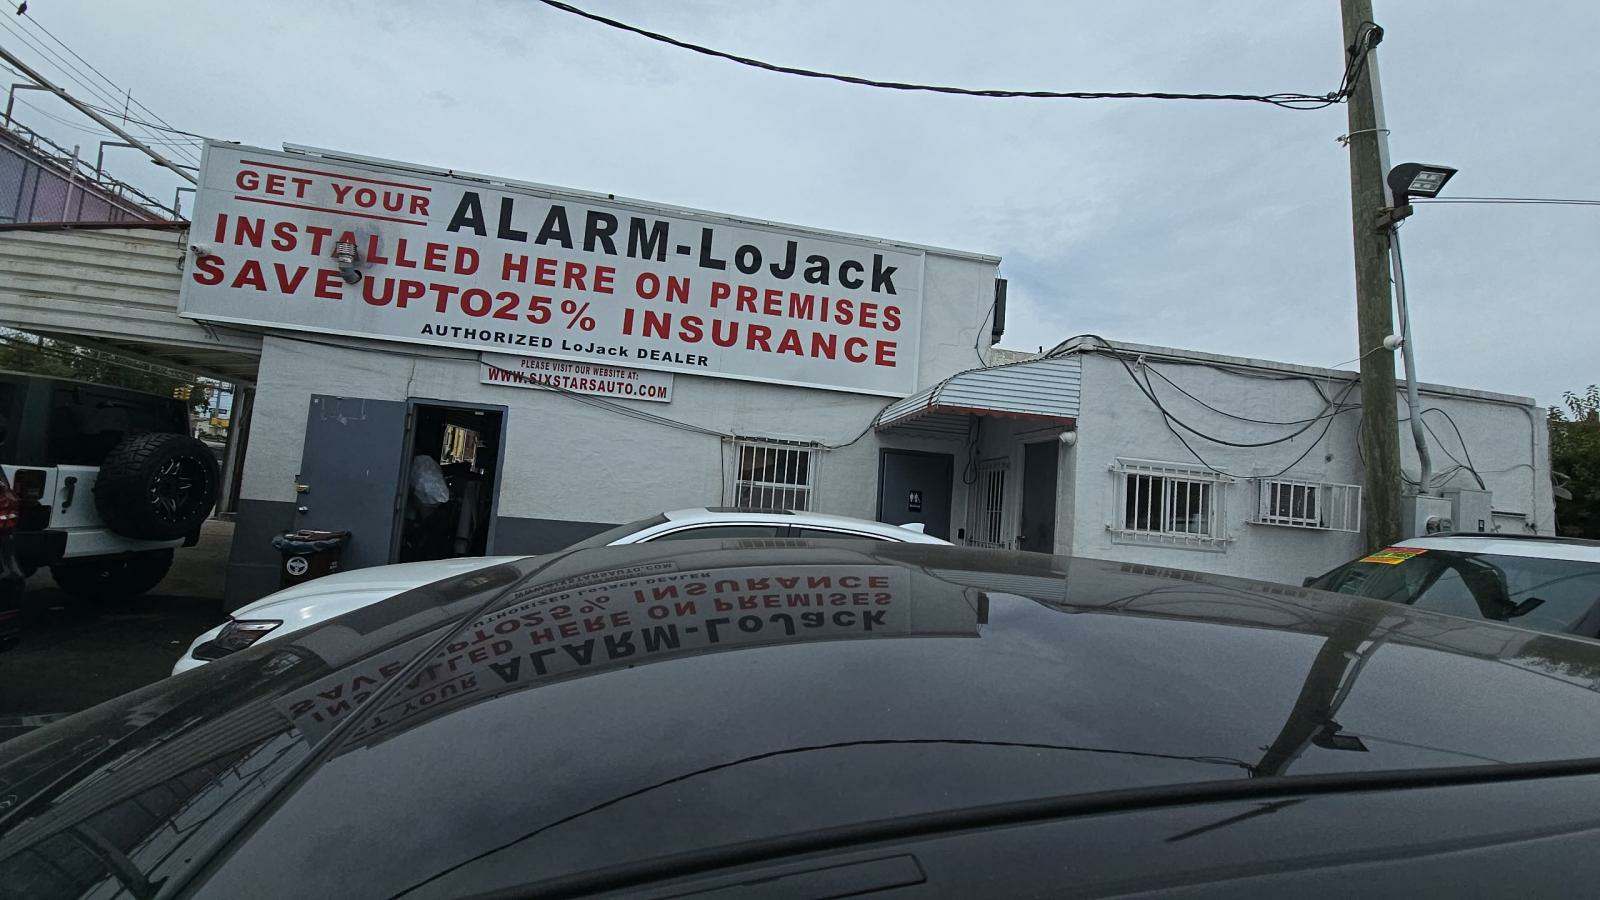 GET YOUR ALARM-LoJack
INSTALLED HERE ON PREMISES
SAVE UPTO25% INSURANCE
AUTHORIZED LoJack DEALER
PLEASE VISIT OUR WEBSITE AT:
WWW.SIXSTARSAUTO.COM